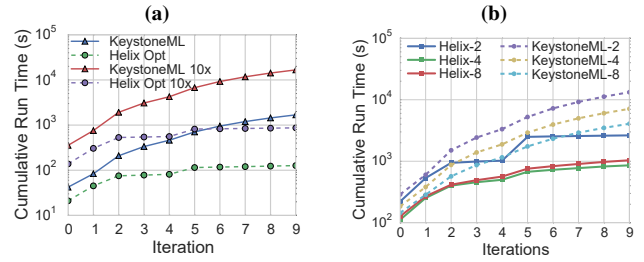 (a)
Cumulative Run Time (s)
10^5
10^4
10^3
10^2
10^1
KeystoneML
Helix Opt
KeystoneML 10x
Helix Opt 10x
0 1 2 3 4 5 6 7 8 9
Iteration
(b)
Cumulative Run Time (s)
Helix-2
Helix-4
Helix-8
KeystoneML-2
KeystoneML-4
KeystoneML-8
10^5
10^4
10^3
10^2
0 1 2 3 4 5 6 7 8 9
Iterations